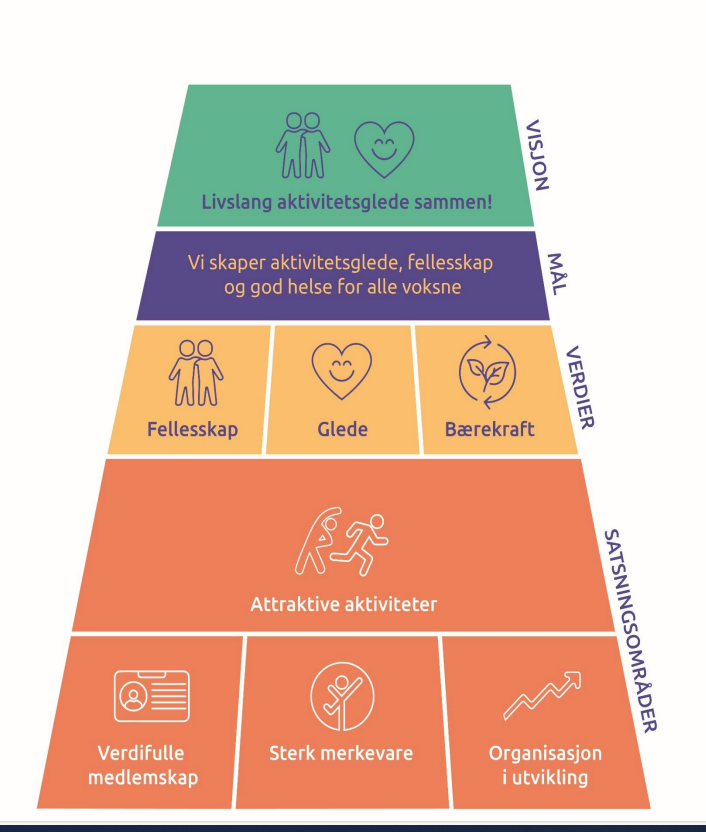 Livslang aktivitetsglede sammen!
VISJON
Vi skaper aktivitetsglede, fellesskap
og god helse for alle voksne
MÅL
Fellesskap
Glede
Bærekraft
VERDIER
Attraktive aktiviteter
SATSNINGSOMRÅDER
Verdifulle
medlemskap
Sterk merkevare
Organisasjon
i utvikling